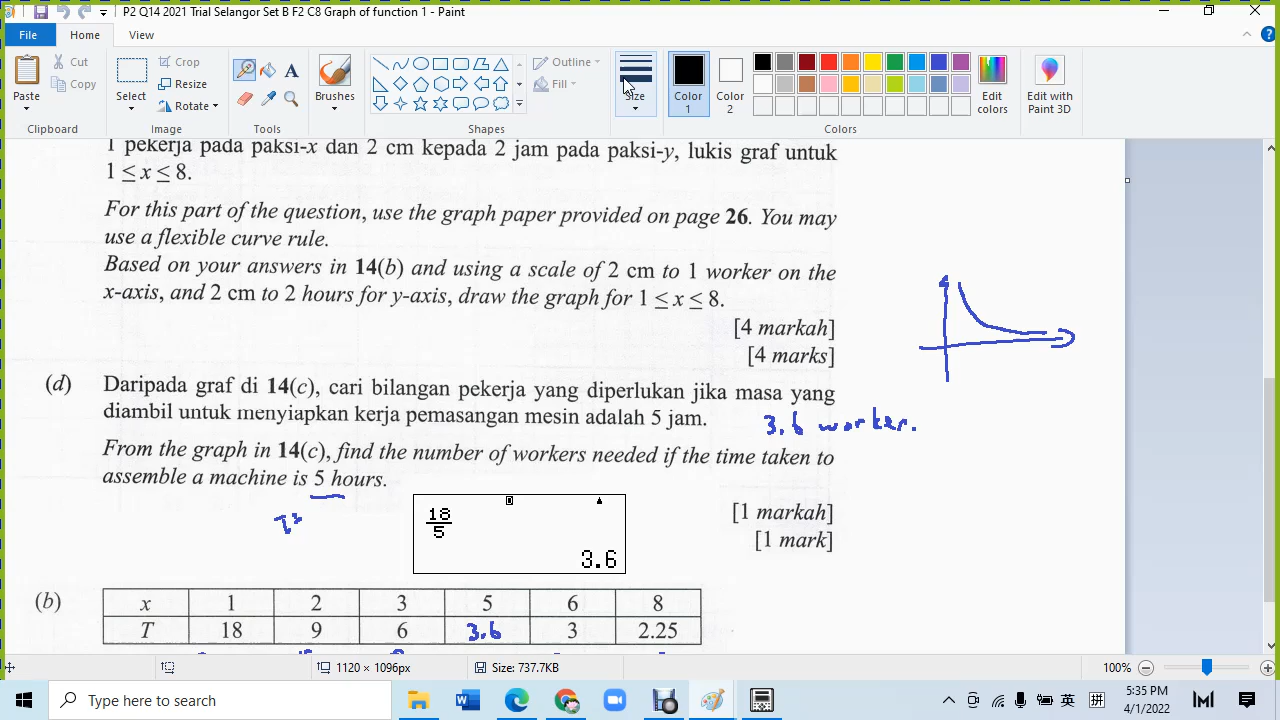 P2 Q14 2021 Trial Selangor Set B F2 C8 Graph of function 1 - Paint
File Home View
Paste Cut Copy Clipboard
Select Crop Resize Rotate Image
Tools
Brushes
Shapes
Outline Fill
Size
Color 1 Color 2 Edit colors Colors
Edit with Paint 3D
1 pekerja pada paksi-x dan 2 cm kepada 2 jam pada paksi-y, lukis graf untuk
1 ≤ x ≤ 8.
For this part of the question, use the graph paper provided on page 26. You may
use a flexible curve rule.
Based on your answers in 14(b) and using a scale of 2 cm to 1 worker on the
x-axis, and 2 cm to 2 hours for y-axis, draw the graph for 1 ≤ x ≤ 8.
[4 markah]
[4 marks]
(d) Daripada graf di 14(c), cari bilangan pekerja yang diperlukan jika masa yang
diambil untuk menyiapkan kerja pemasangan mesin adalah 5 jam.
3.6 worker.
From the graph in 14(c), find the number of workers needed if the time taken to
assemble a machine is 5 hours.
18/5
3.6
[1 markah]
[1 mark]
(b) x 1 2 3 5 6 8
T 18 9 6 3.6 3 2.25
1120 × 1096px Size: 737.7KB 100%
Type here to search
英 拼 5:35 PM
4/1/2022